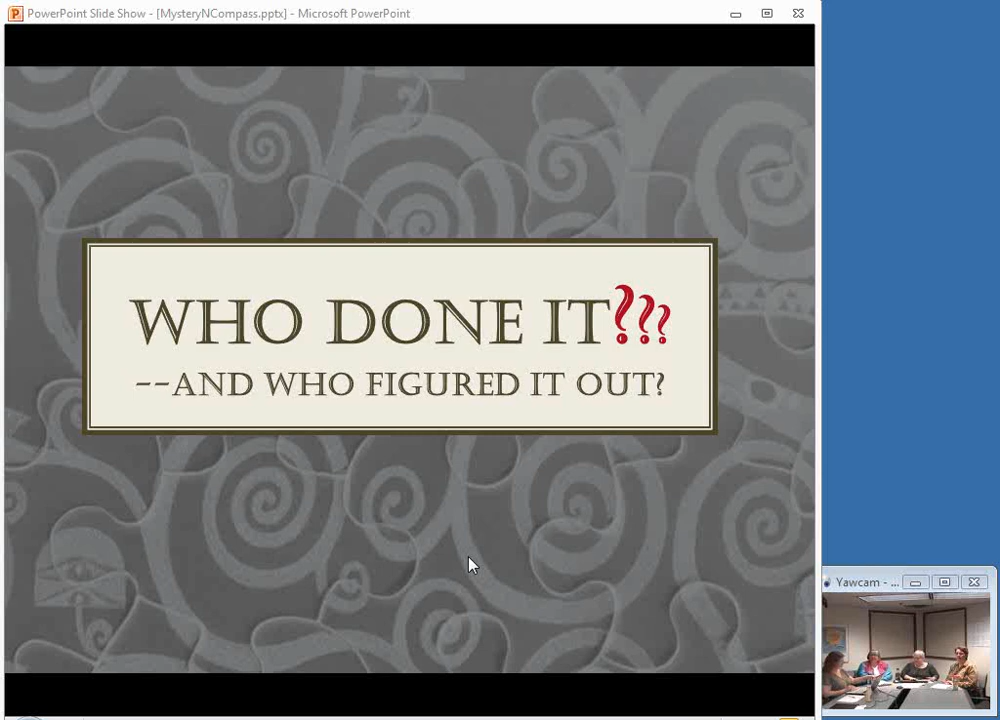 PowerPoint Slide Show - [MysteryNCompass.pptx] - Microsoft PowerPoint
WHO DONE IT???
--AND WHO FIGURED IT OUT?
Yawcam - ...